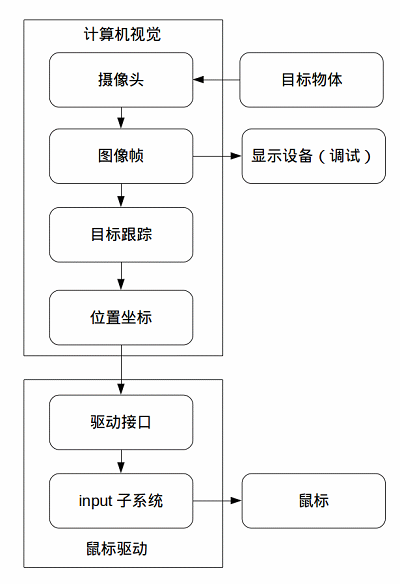 计算机视觉
摄像头
目标物体
图像帧
显示设备（调试）
目标跟踪
位置坐标
驱动接口
input 子系统
鼠标
鼠标驱动